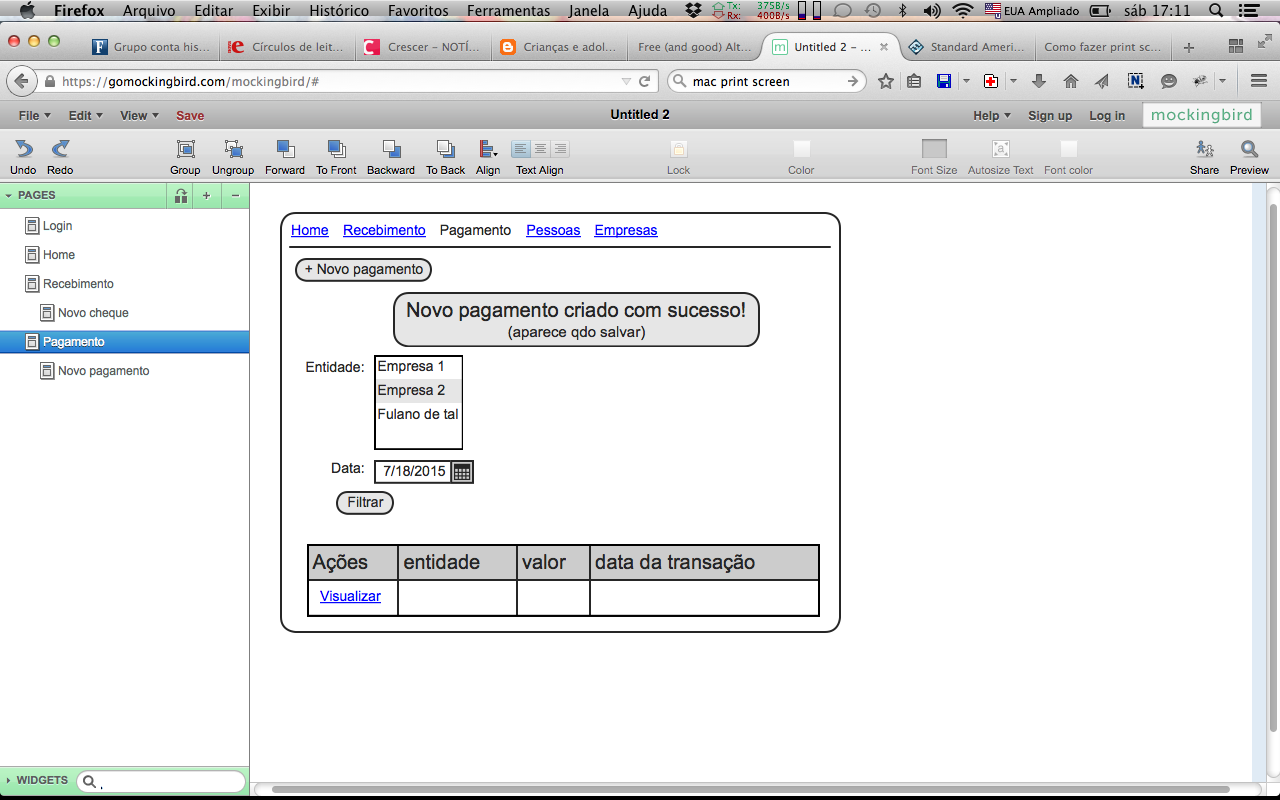 Firefox Arquivo Editar Exibir Histórico Favoritos Ferramentas Janela Ajuda Tx: 375B/s Rx: 400B/s EUA Ampliado sáb 17:11
Grupo conta his... Círculos de leit... Crescer – NOTÍ... Crianças e adol... Free (and good) Alt... Untitled 2 – ... Standard Ameri... Como fazer print sc...
https://gomockingbird.com/mockingbird/# mac print screen
File Edit View Save Untitled 2 Help Sign up Log in mockingbird
Undo Redo Group Ungroup Forward To Front Backward To Back Align Text Align Lock Color Font Size Autosize Text Font color Share Preview
PAGES
Login
Home
Recebimento
Novo cheque
Pagamento
Novo pagamento
Home Recebimento Pagamento Pessoas Empresas
+ Novo pagamento
Novo pagamento criado com sucesso!
(aparece qdo salvar)
Entidade: Empresa 1
Empresa 2
Fulano de tal
Data: 7/18/2015
Filtrar
Ações entidade valor data da transação
Visualizar
WIDGETS ,